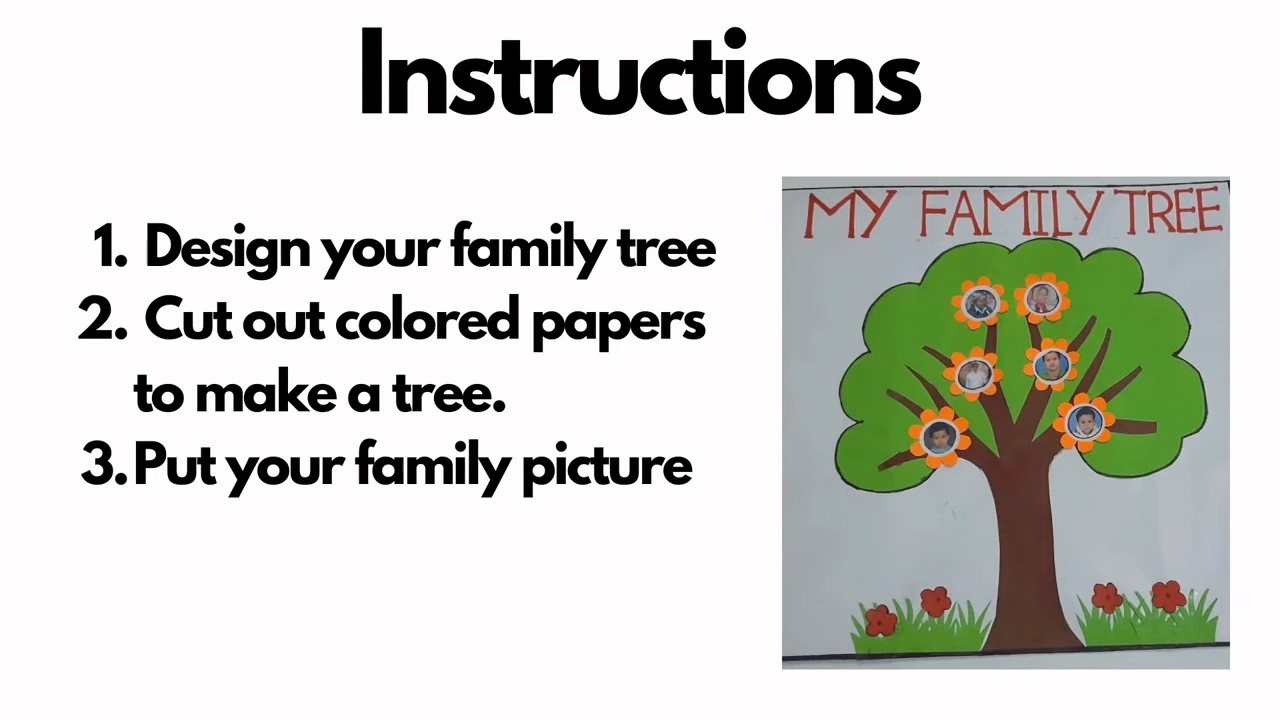 Instructions
1. Design your family tree
2. Cut out colored papers
to make a tree.
3. Put your family picture
MY FAMILY TREE